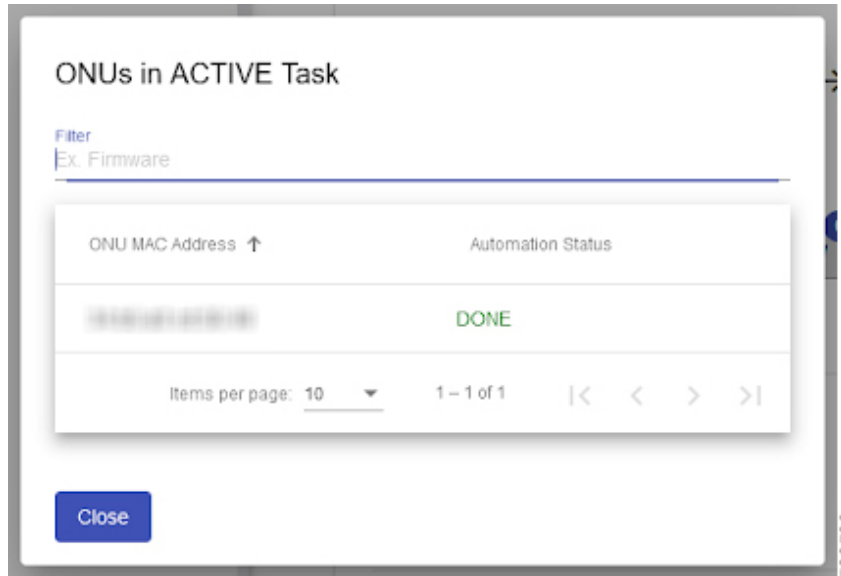 ONUs in ACTIVE Task
Filter
Ex. Firmware
ONU MAC Address Automation Status
DONE
Items per page: 10 1 – 1 of 1
Close